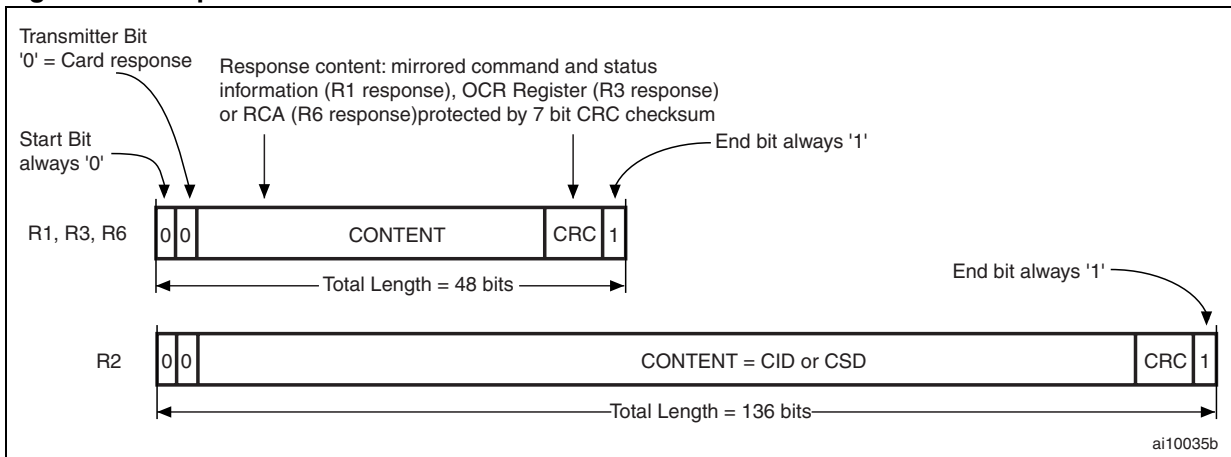 Transmitter Bit
'0' = Card response
Response content: mirrored command and status
information (R1 response), OCR Register (R3 response)
or RCA (R6 response)protected by 7 bit CRC checksum
Start Bit
always '0'
End bit always '1'
R1, R3, R6 0 0 CONTENT CRC 1
Total Length = 48 bits
End bit always '1'
R2 0 0 CONTENT = CID or CSD CRC 1
Total Length = 136 bits
ai10035b